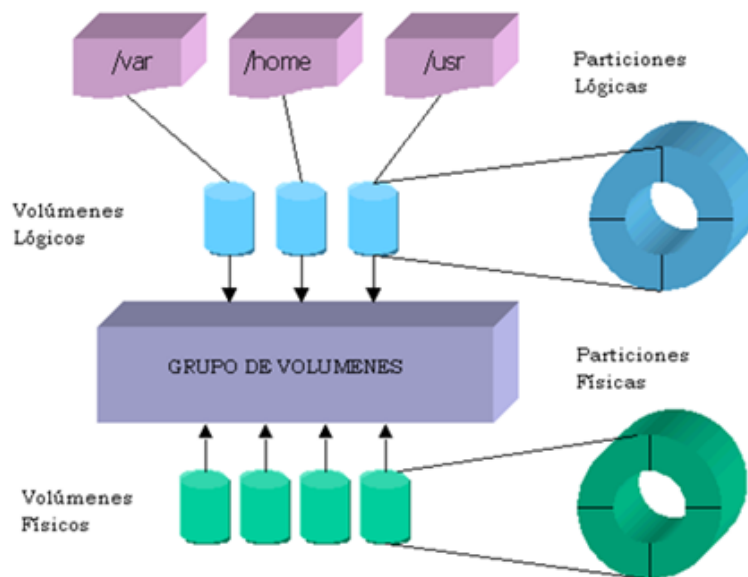 /var
/home
/usr
Particiones
Lógicas
Volúmenes
Lógicos
GRUPO DE VOLUMENES
Particiones
Físicas
Volúmenes
Físicos